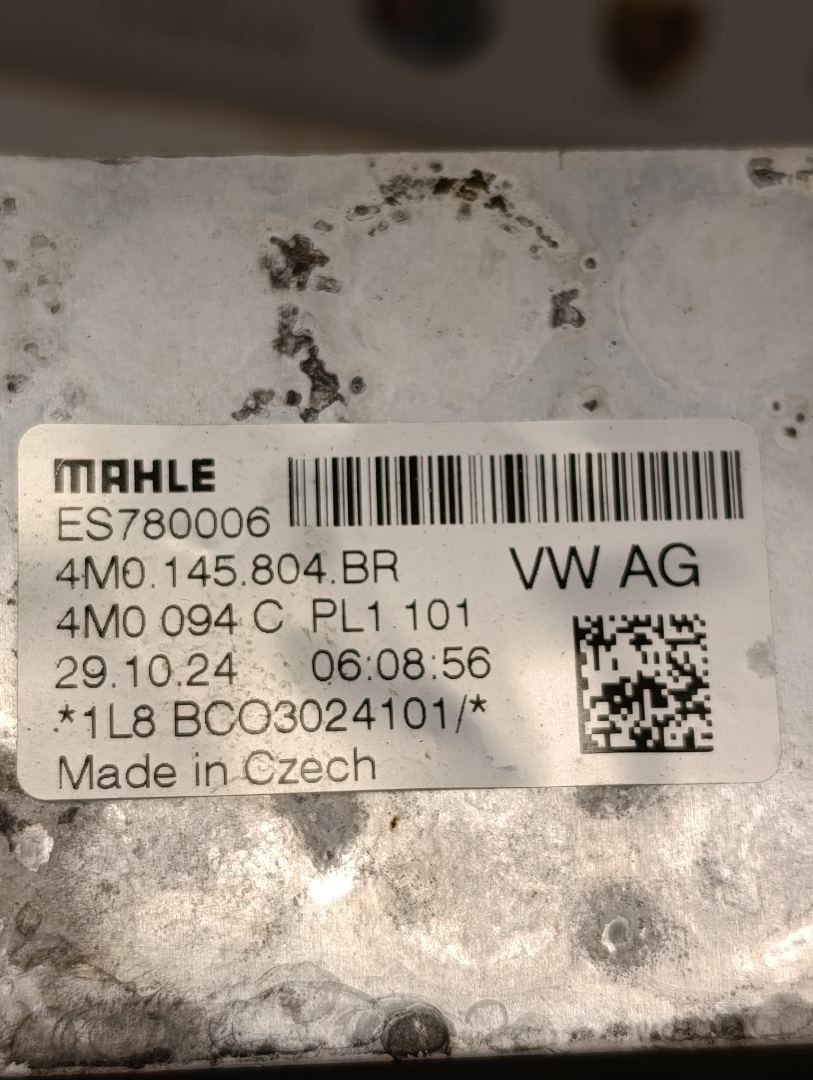 MAHLE
ES780006
4M0.145.804.BR
VW AG
4M0 094 C PL1 101
29.10.24 06:08:56
*1L8 BCO3024101/*
Made in Czech